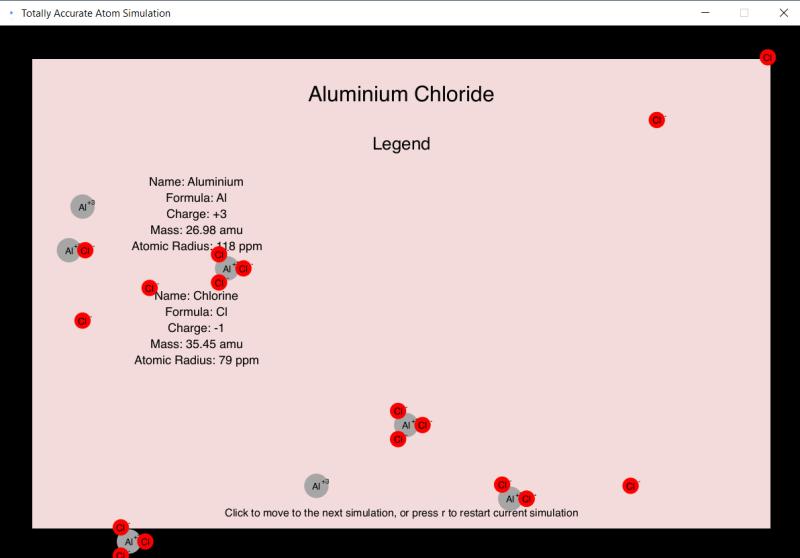 Totally Accurate Atom Simulation
Cl
Aluminium Chloride
Cl-
Legend
Name: Aluminium
Formula: Al
Al+3
Charge: +3
Mass: 26.98 amu
Atomic Radius: 118 ppm
Al+ Cl-
Cl-
Al+ Cl-
Cl-
Cl-
Name: Chlorine
Formula: Cl
Cl-
Charge: -1
Mass: 35.45 amu
Atomic Radius: 79 ppm
Cl-
Al+ Cl-
Cl-
Al+3
Cl-
Cl-
Al+ Cl-
Click to move to the next simulation, or press r to restart current simulation
Cl-
Al+ Cl-
Cl-